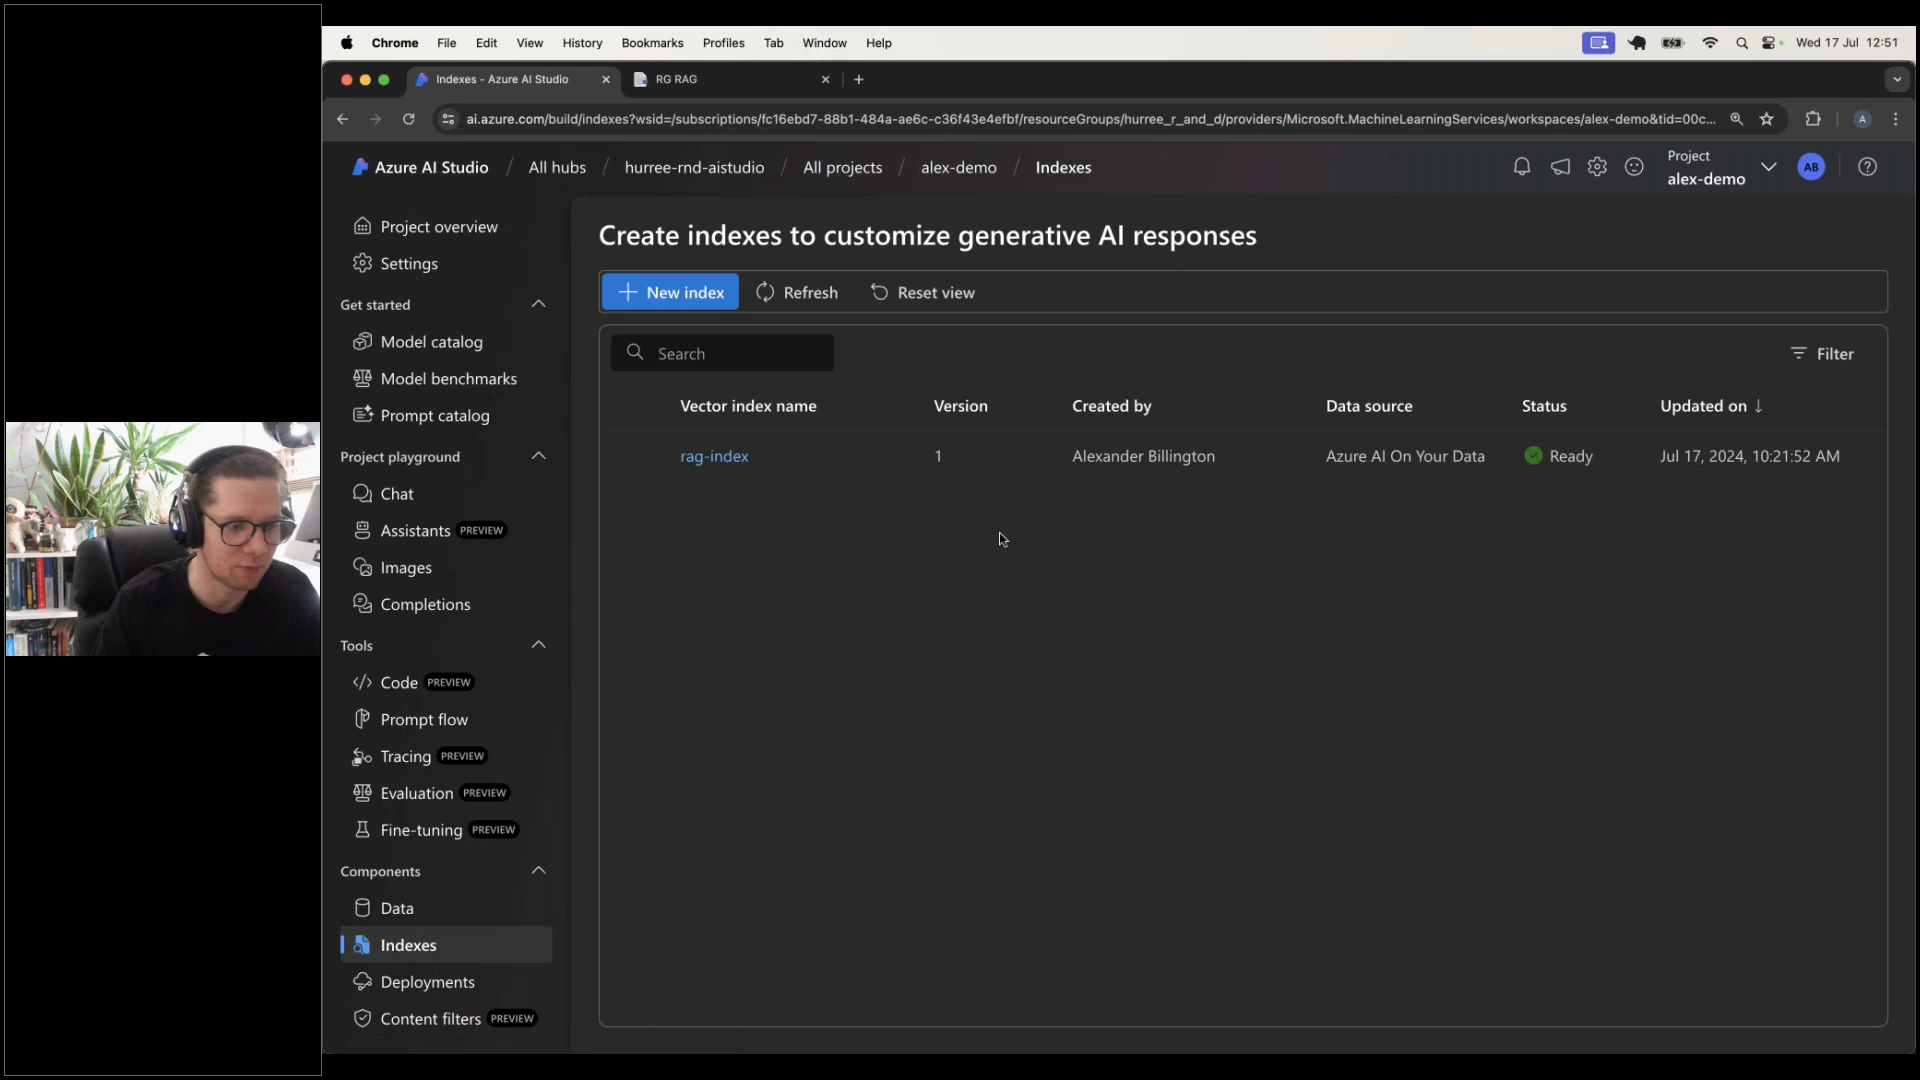 Chrome File Edit View History Bookmarks Profiles Tab Window Help Wed 17 Jul 12:51
Indexes - Azure AI Studio RG RAG
ai.azure.com/build/indexes?wsid=/subscriptions/fc16ebd7-88b1-484a-ae6c-c36f43e4efbf/resourceGroups/hurree_r_and_d/providers/Microsoft.MachineLearningServices/workspaces/alex-demo&tid=00c... A
Azure AI Studio / All hubs / hurree-rnd-aistudio / All projects / alex-demo / Indexes
Project
alex-demo
AB
Project overview
Settings
Get started
Model catalog
Model benchmarks
Prompt catalog
Project playground
Chat
Assistants PREVIEW
Images
Completions
Tools
Code PREVIEW
Prompt flow
Tracing PREVIEW
Evaluation PREVIEW
Fine-tuning PREVIEW
Components
Data
Indexes
Deployments
Content filters PREVIEW
Create indexes to customize generative AI responses
New index Refresh Reset view
Search Filter
Vector index name Version Created by Data source Status Updated on
rag-index 1 Alexander Billington Azure AI On Your Data Ready Jul 17, 2024, 10:21:52 AM